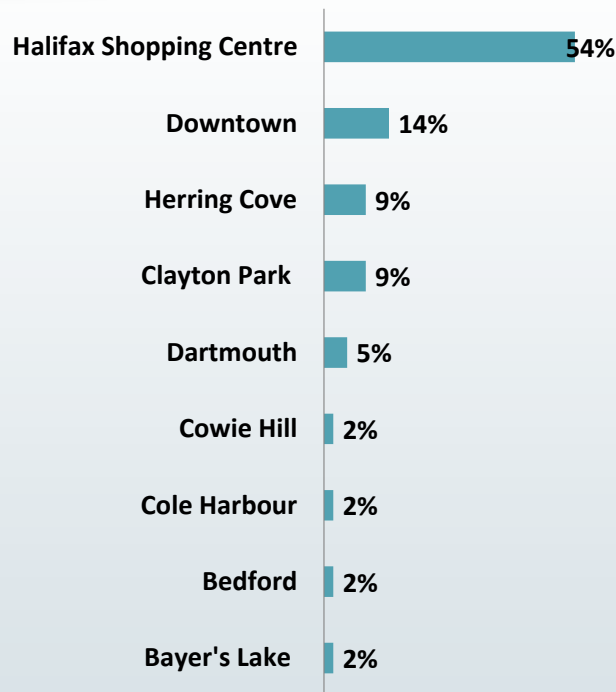 Halifax Shopping Centre 54%
Downtown 14%
Herring Cove 9%
Clayton Park 9%
Dartmouth 5%
Cowie Hill 2%
Cole Harbour 2%
Bedford 2%
Bayer's Lake 2%